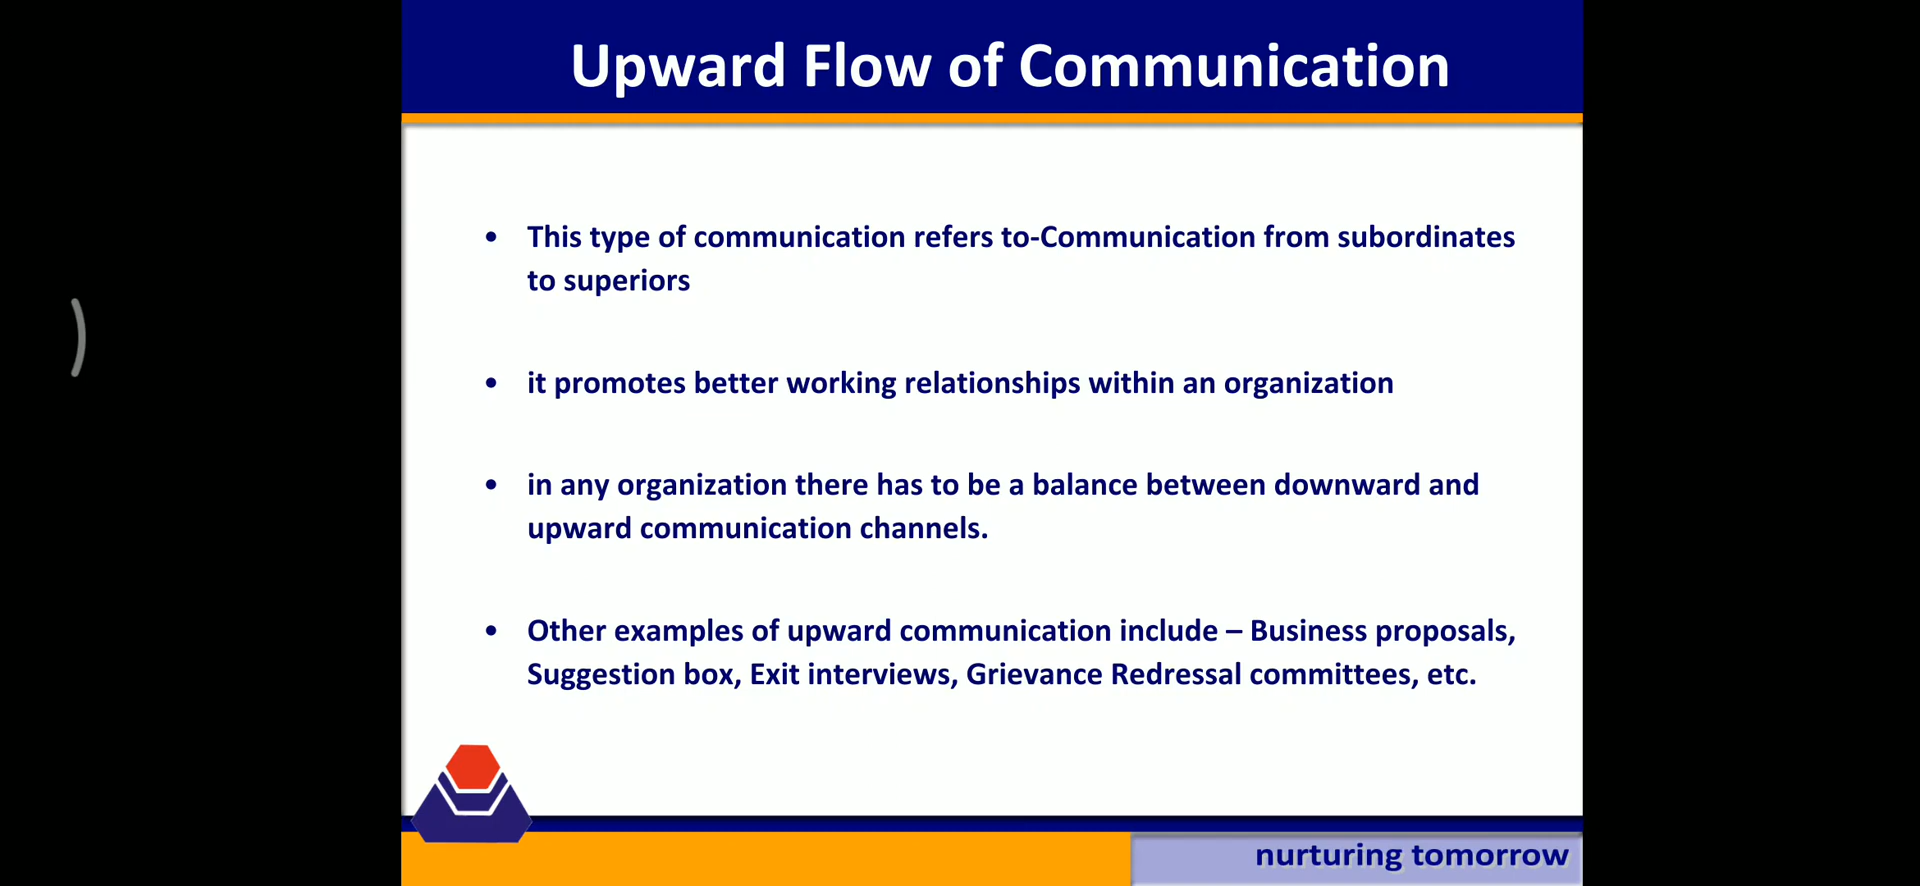 Upward Flow of Communication
• This type of communication refers to-Communication from subordinates
to superiors
• it promotes better working relationships within an organization
• in any organization there has to be a balance between downward and
upward communication channels.
• Other examples of upward communication include – Business proposals,
Suggestion box, Exit interviews, Grievance Redressal committees, etc.
nurturing tomorrow